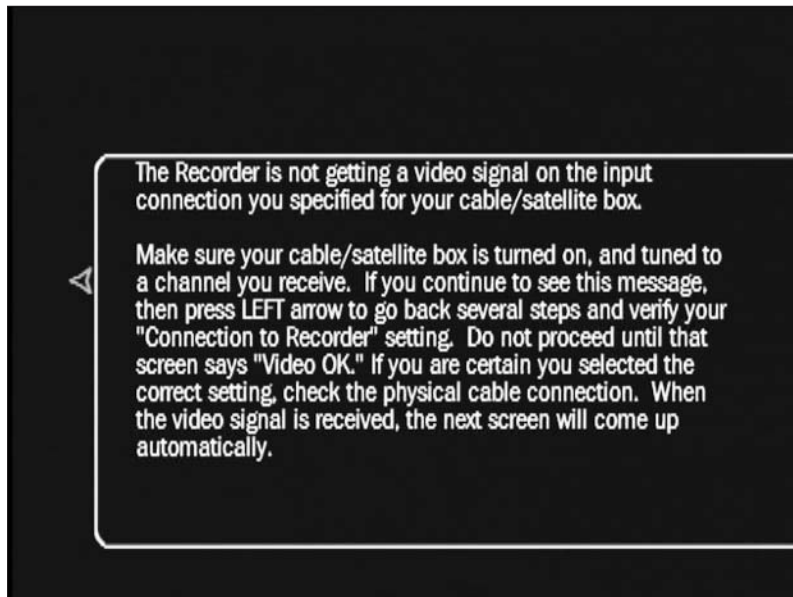 The Recorder is not getting a video signal on the input
connection you specified for your cable/satellite box.
Make sure your cable/satellite box is turned on, and tuned to
a channel you receive.  If you continue to see this message,
then press LEFT arrow to go back several steps and verify your
"Connection to Recorder" setting.  Do not proceed until that
screen says "Video OK." If you are certain you selected the
correct setting, check the physical cable connection.  When
the video signal is received, the next screen will come up
automatically.